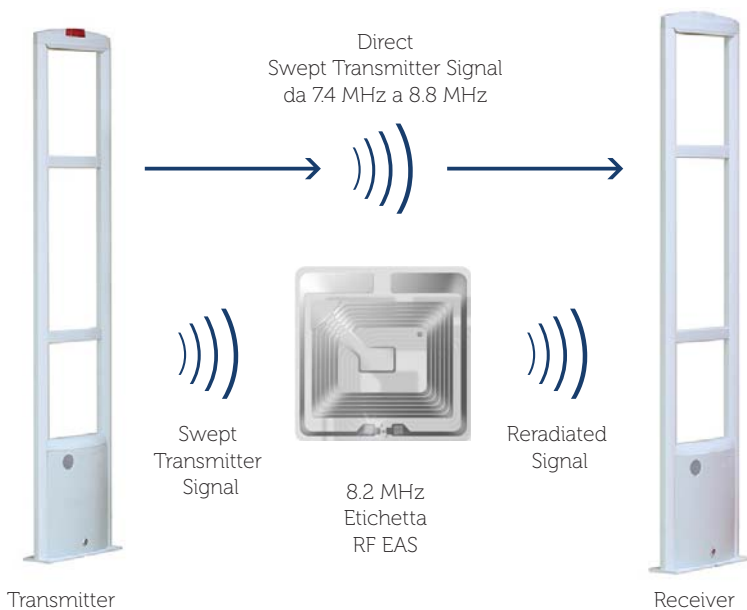 Direct
Swept Transmitter Signal
da 7.4 MHz a 8.8 MHz
Swept
Transmitter
Signal
8.2 MHz
Etichetta
RF EAS
Reradiated
Signal
Transmitter
Receiver